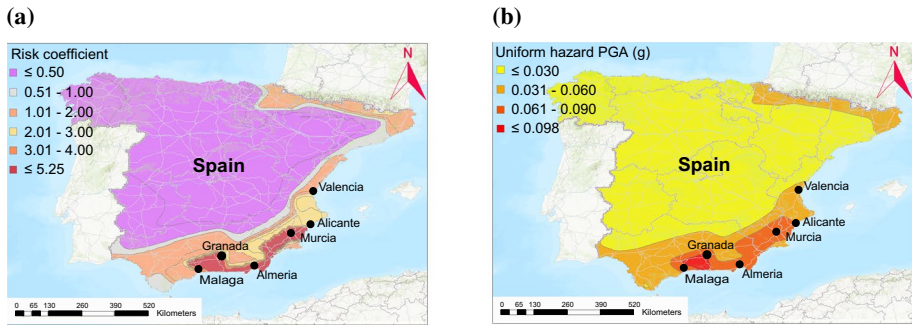 (a)
Risk coefficient
≤ 0.50
0.51 - 1.00
1.01 - 2.00
2.01 - 3.00
3.01 - 4.00
≤ 5.25
N
Spain
Valencia
Alicante
Murcia
Granada
Almeria
Malaga
0 65 130 260 390 520
Kilometers
(b)
Uniform hazard PGA (g)
≤ 0.030
0.031 - 0.060
0.061 - 0.090
≤ 0.098
N
Spain
Valencia
Alicante
Murcia
Granada
Almeria
Malaga
0 65 130 260 390 520
Kilometers